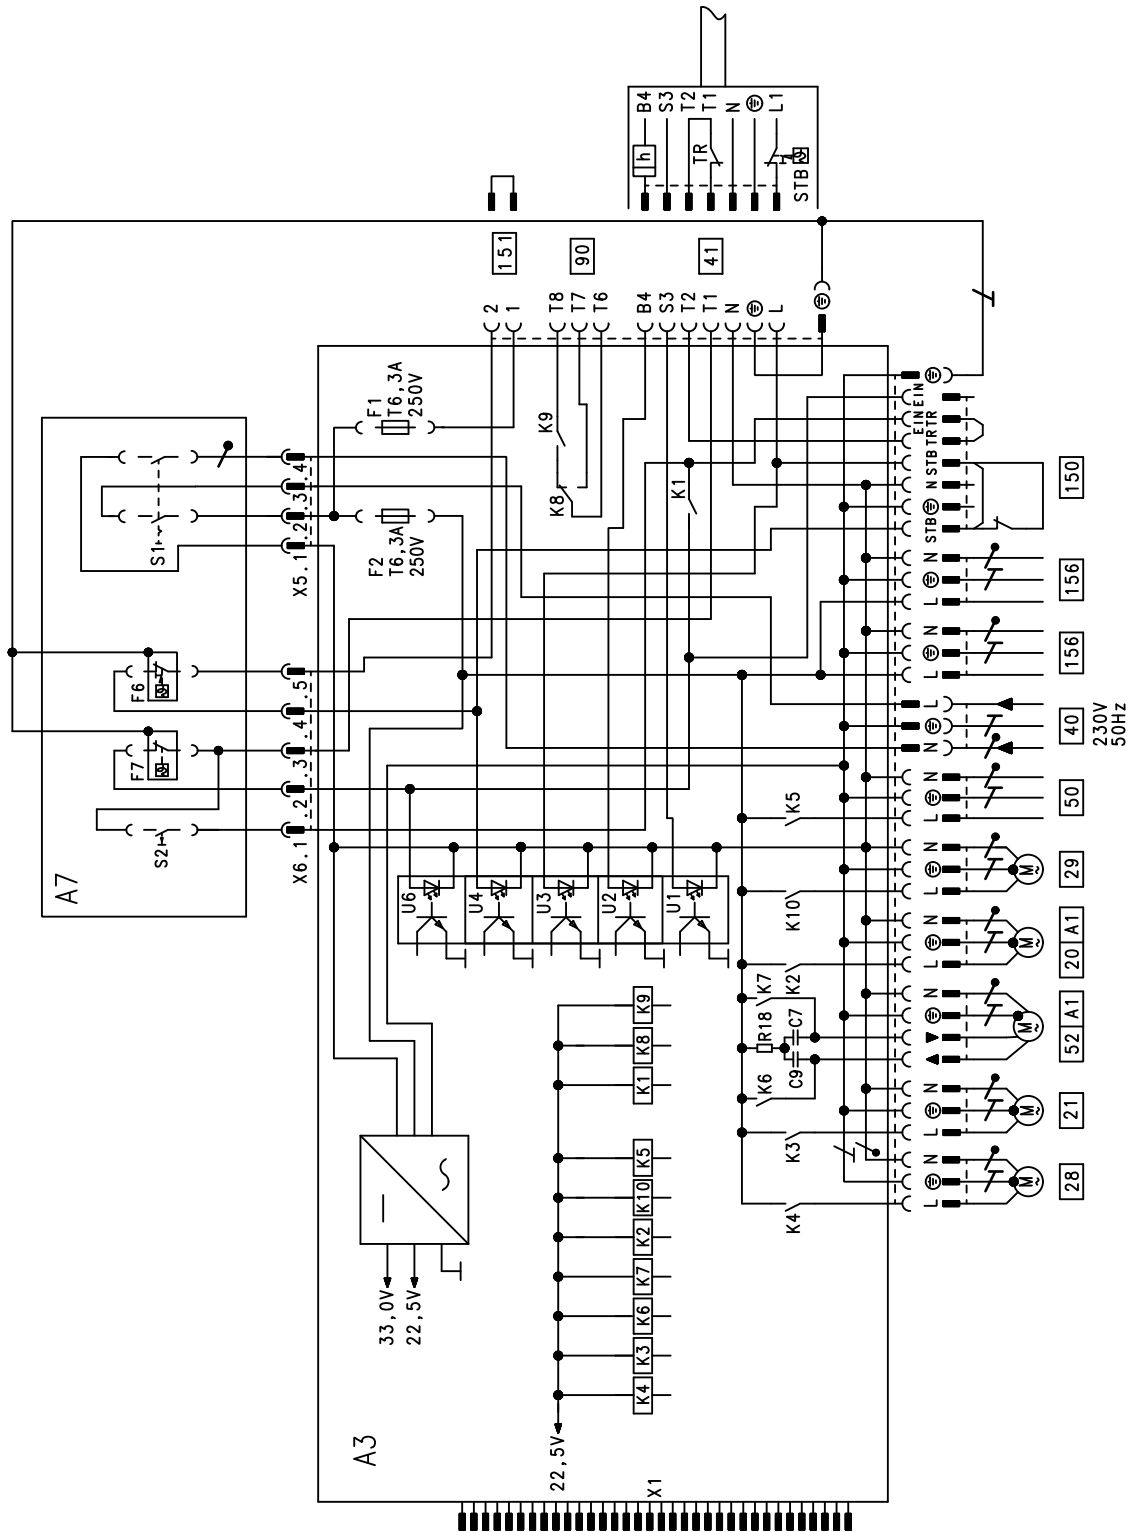 B4
S3
T2
T1
N
L1
h
TR
STB
151
90
41
2
1
T8
T7
T6
B4
S3
T2
T1
N
L
F1
T6,3A
250V
K9
K8
K1
F2
T6,3A
250V
S1
X5.1 .2 .3 .4
F6
F7
S2
X6.1 .2 .3 .4 .5
A7
EIN
EIN
TR
TR
STB
N
STB
150
N
L
156
N
L
156
L
N
40
230V
50Hz
N
L
50
K5
N
L
M~
29
K10
N
L
M~
20 A1
K2
K7
R18
C7
C9
K6
N
M~
52 A1
N
L
M~
21
K3
N
L
M~
28
K4
U6
U4
U3
U2
U1
K9
K8
K1
K5
K10
K2
K7
K6
K3
K4
33,0V
22,5V
22,5V
A3
X1